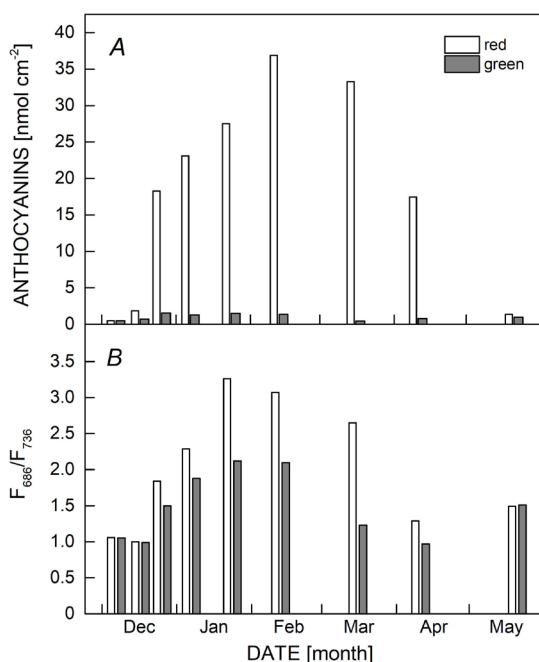 A
red
green
40
35
30
25
20
15
10
5
0
ANTHOCYANINS [nmol cm-2]
B
3.5
3.0
2.5
2.0
1.5
1.0
0.5
0
F686/F736
Dec Jan Feb Mar Apr May
DATE [month]